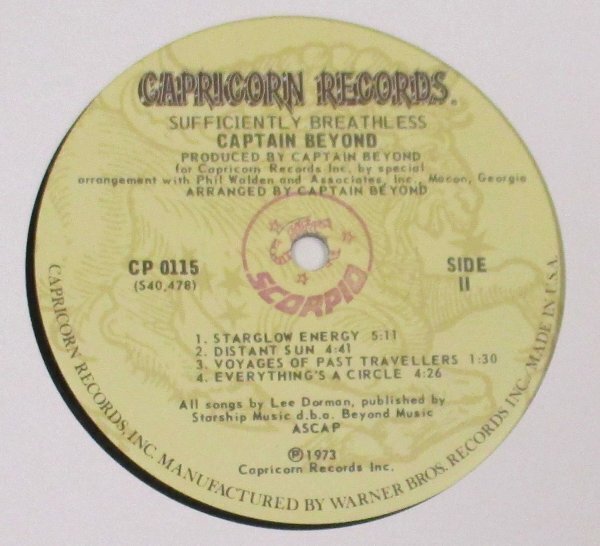 CAPRICORN RECORDS.
SUFFICIENTLY BREATHLESS
CAPTAIN BEYOND
PRODUCED BY CAPTAIN BEYOND
for Capricorn Records Inc. by special
arrangement with Phil Walden and Associates, Inc., Macon, Georgia
ARRANGED BY CAPTAIN BEYOND
SCORPIO
CP 0115
(S40,478)
SIDE
II
1. STARGLOW ENERGY 5:11
2. DISTANT SUN 4:41
3. VOYAGES OF PAST TRAVELLERS 1:30
4. EVERYTHING'S A CIRCLE 4:26
All songs by Lee Dorman, published by
Starship Music d.b.a. Beyond Music
ASCAP
℗1973
Capricorn Records Inc.
CAPRICORN RECORDS, INC. MANUFACTURED BY WARNER BROS. RECORDS INC. MADE IN U.S.A.